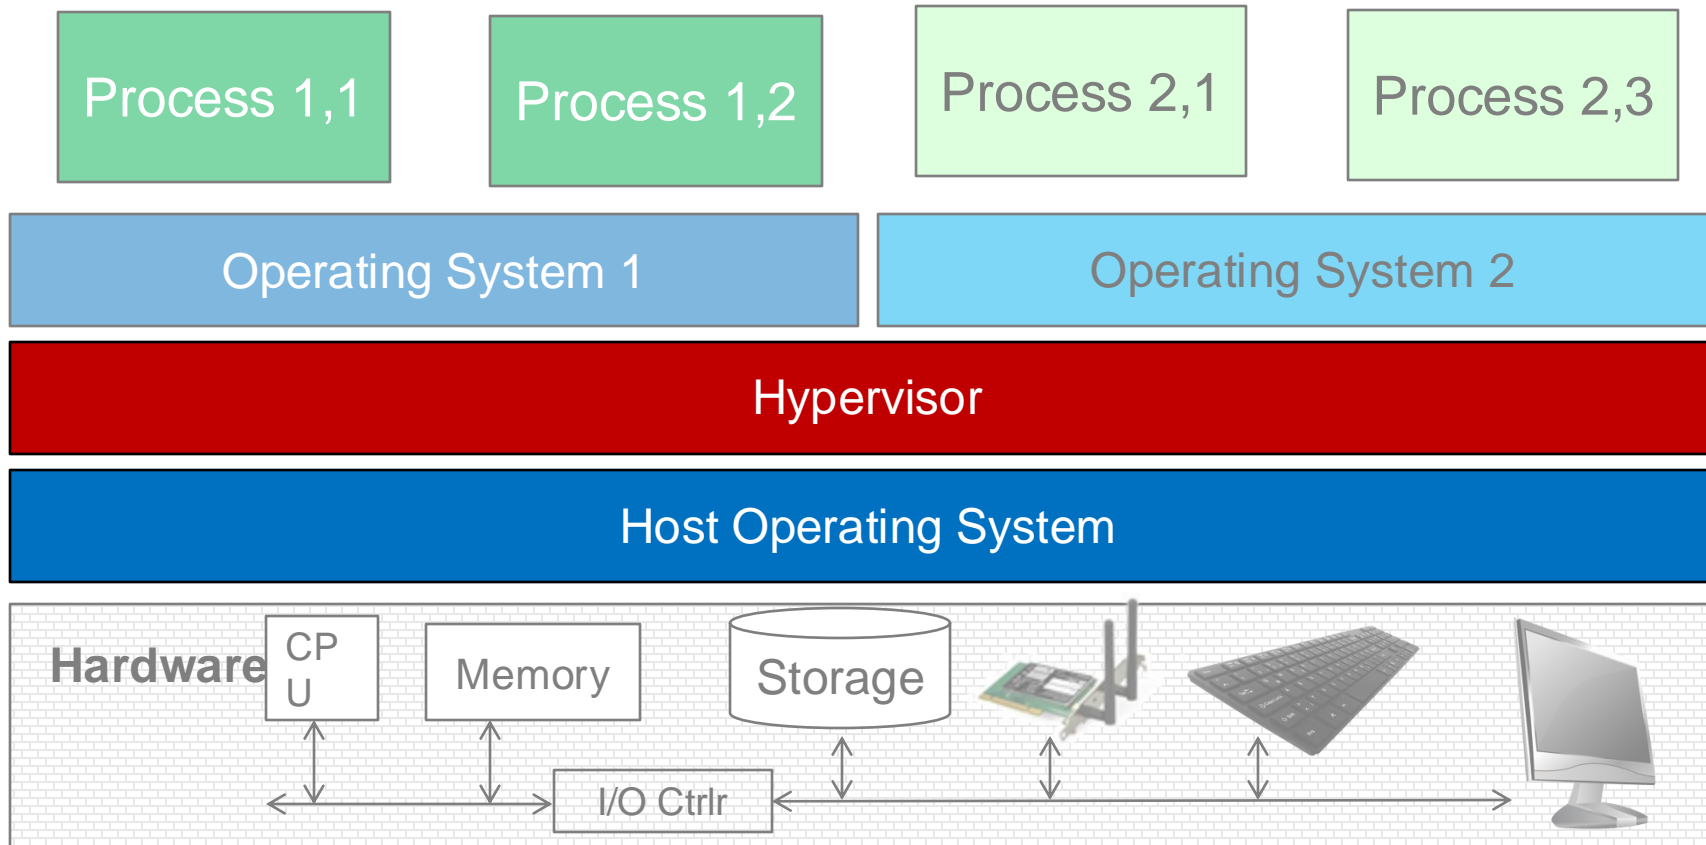 Process 1,1
Process 1,2
Process 2,1
Process 2,3
Operating System 1
Operating System 2
Hypervisor
Host Operating System
Hardware
CP
U
Memory
Storage
I/O Ctrlr